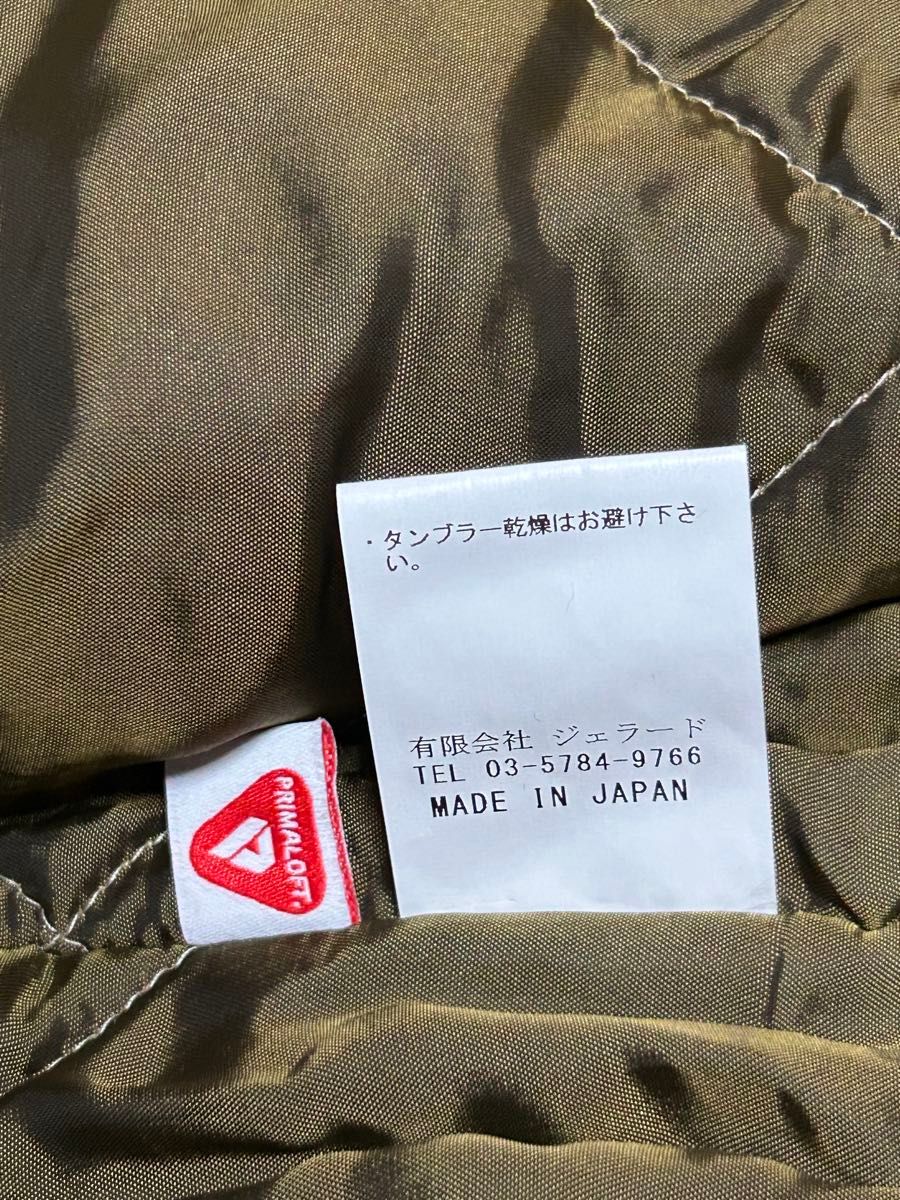 ・タンブラー乾燥はお避け下さ
い。
有限会社 ジェラード
TEL 03-5784-9766
MADE IN JAPAN
PRIMALOFT